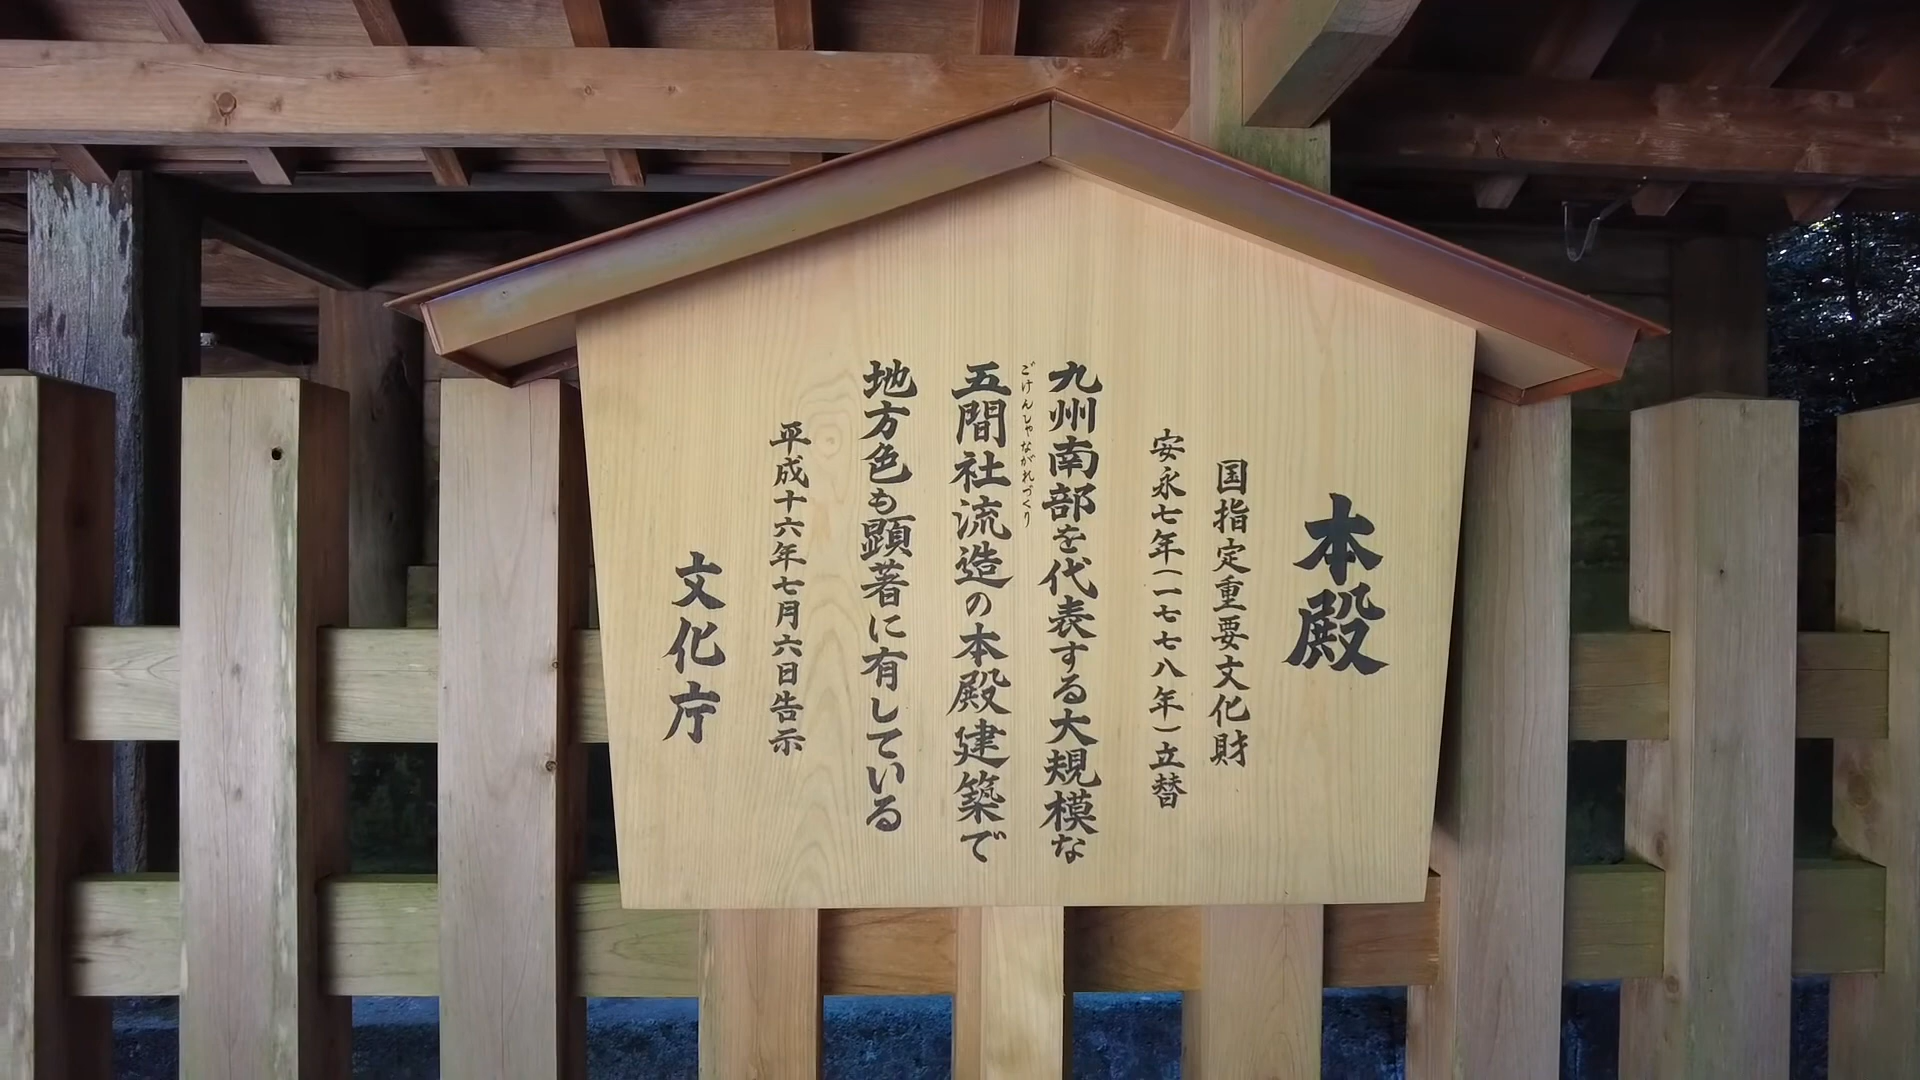 本殿
国指定重要文化財
安永七年(一七七八年)立替
九州南部を代表する大規模な
ごけんしゃながれづくり
五間社流造の本殿建築で
地方色も顕著に有している
平成十六年七月六日告示
文化庁